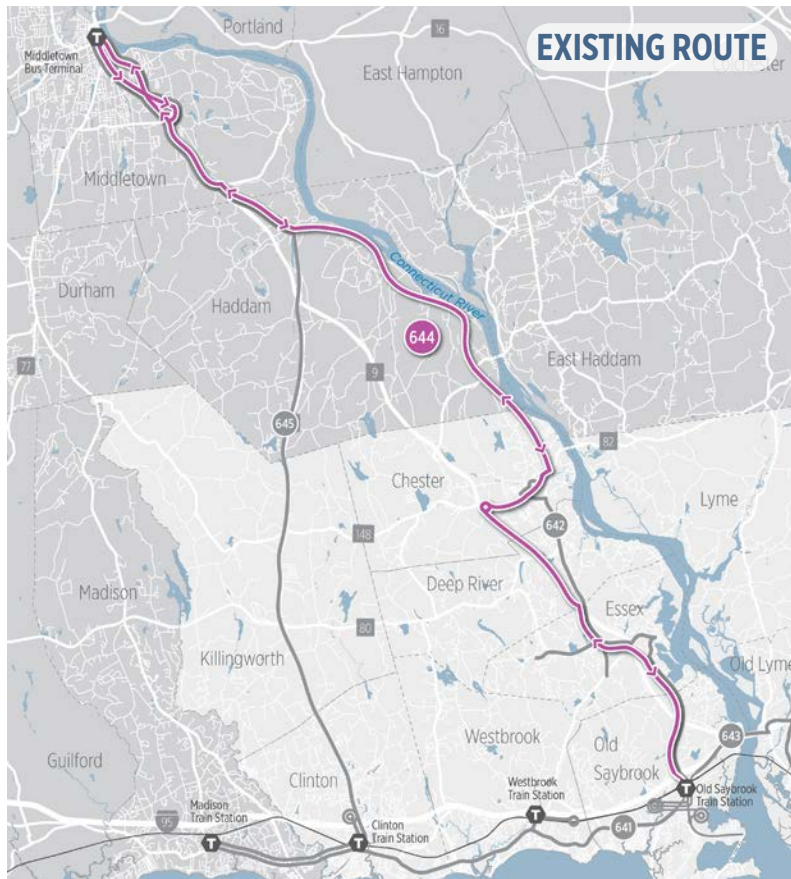 Portland
16
EXISTING ROUTE
Middletown
Bus Terminal
East Hampton
Middletown
Connecticut River
Durham
Haddam
644
77
9
East Haddam
645
82
Chester
Lyme
642
148
Madison
Deep River
Essex
80
Killingworth
Old Lyme
Westbrook
Old
Saybrook
643
Guilford
Clinton
Westbrook
Train Station
Old Saybrook
Train Station
Madison
Train Station
95
Clinton
Train Station
641
T
T
T
T
T